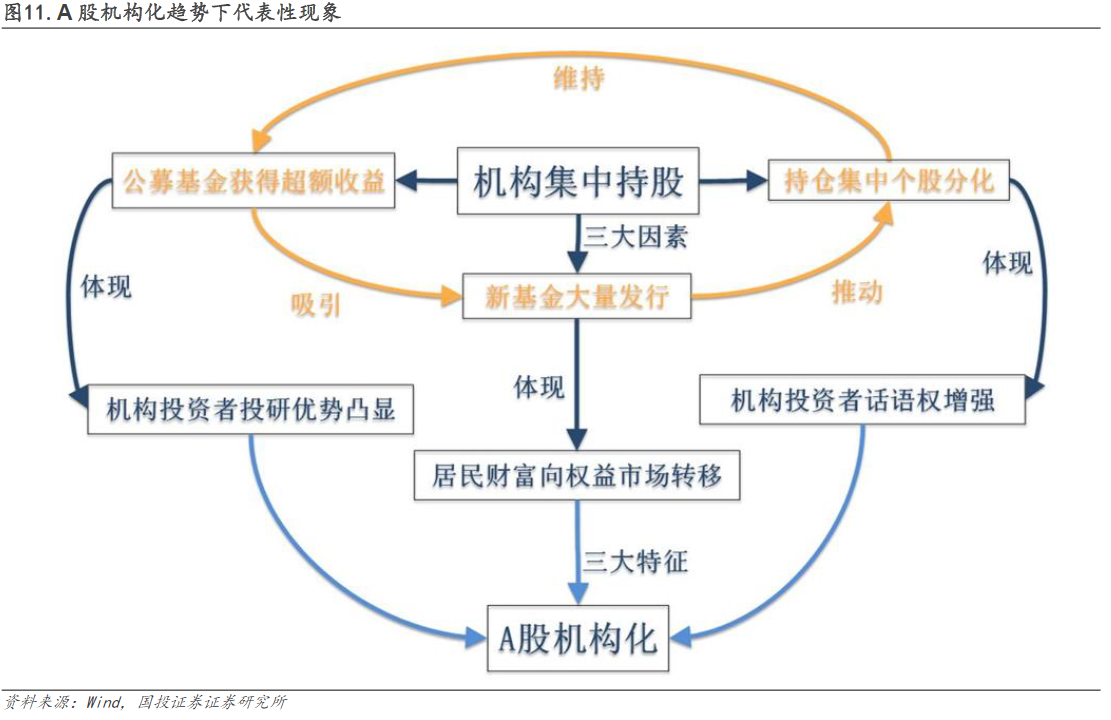 图11. A 股机构化趋势下代表性现象
维持
公募基金获得超额收益
机构集中持股
持仓集中个股分化
三大因素
体现
体现
吸引
新基金大量发行
推动
体现
机构投资者投研优势凸显
机构投资者话语权增强
居民财富向权益市场转移
三大特征
A股机构化
资料来源：Wind，国投证券证券研究所